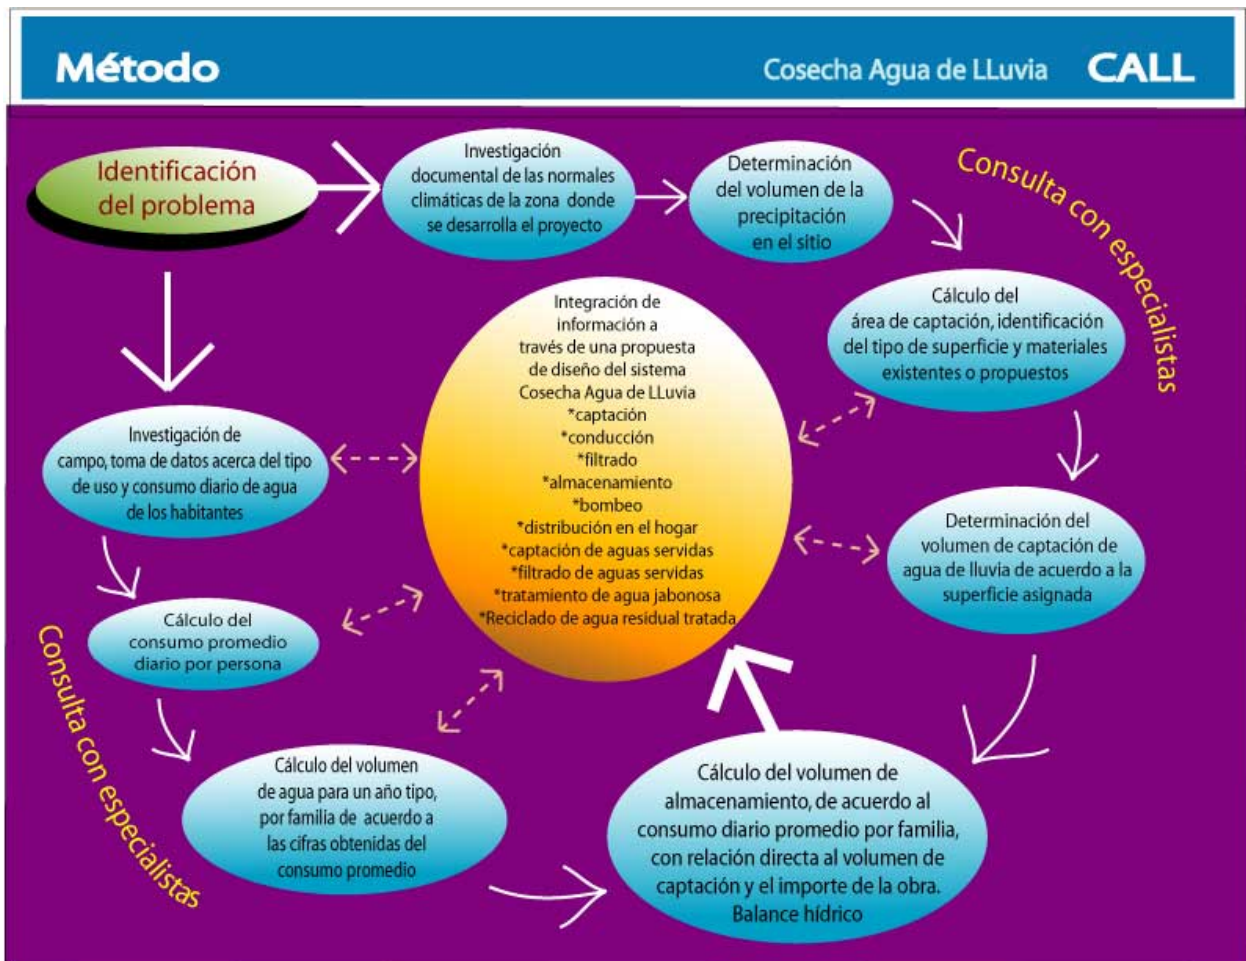 Método
Cosecha Agua de LLuvia CALL
Identificación
del problema
Investigación
documental de las normales
climáticas de la zona donde
se desarrolla el proyecto
Determinación
del volumen de la
precipitación
en el sitio
Consulta con especialistas
Cálculo del
área de captación, identificación
del tipo de superficie y materiales
existentes o propuestos
Integración de
información a
través de una propuesta
de diseño del sistema
Cosecha Agua de LLuvia
*captación
*conducción
*filtrado
*almacenamiento
*bombeo
*distribución en el hogar
*captación de aguas servidas
*filtrado de aguas servidas
*tratamiento de agua jabonosa
*Reciclado de agua residual tratada
Investigación de
campo, toma de datos acerca del tipo
de uso y consumo diario de agua
de los habitantes
Determinación del
volumen de captación de
agua de lluvia de acuerdo a la
superficie asignada
Cálculo del
consumo promedio
diario por persona
Consulta con especialistas
Cálculo del volumen
de agua para un año tipo,
por familia de acuerdo a
las cifras obtenidas del
consumo promedio
Cálculo del volumen de
almacenamiento, de acuerdo al
consumo diario promedio por familia,
con relación directa al volumen de
captación y el importe de la obra.
Balance hídrico